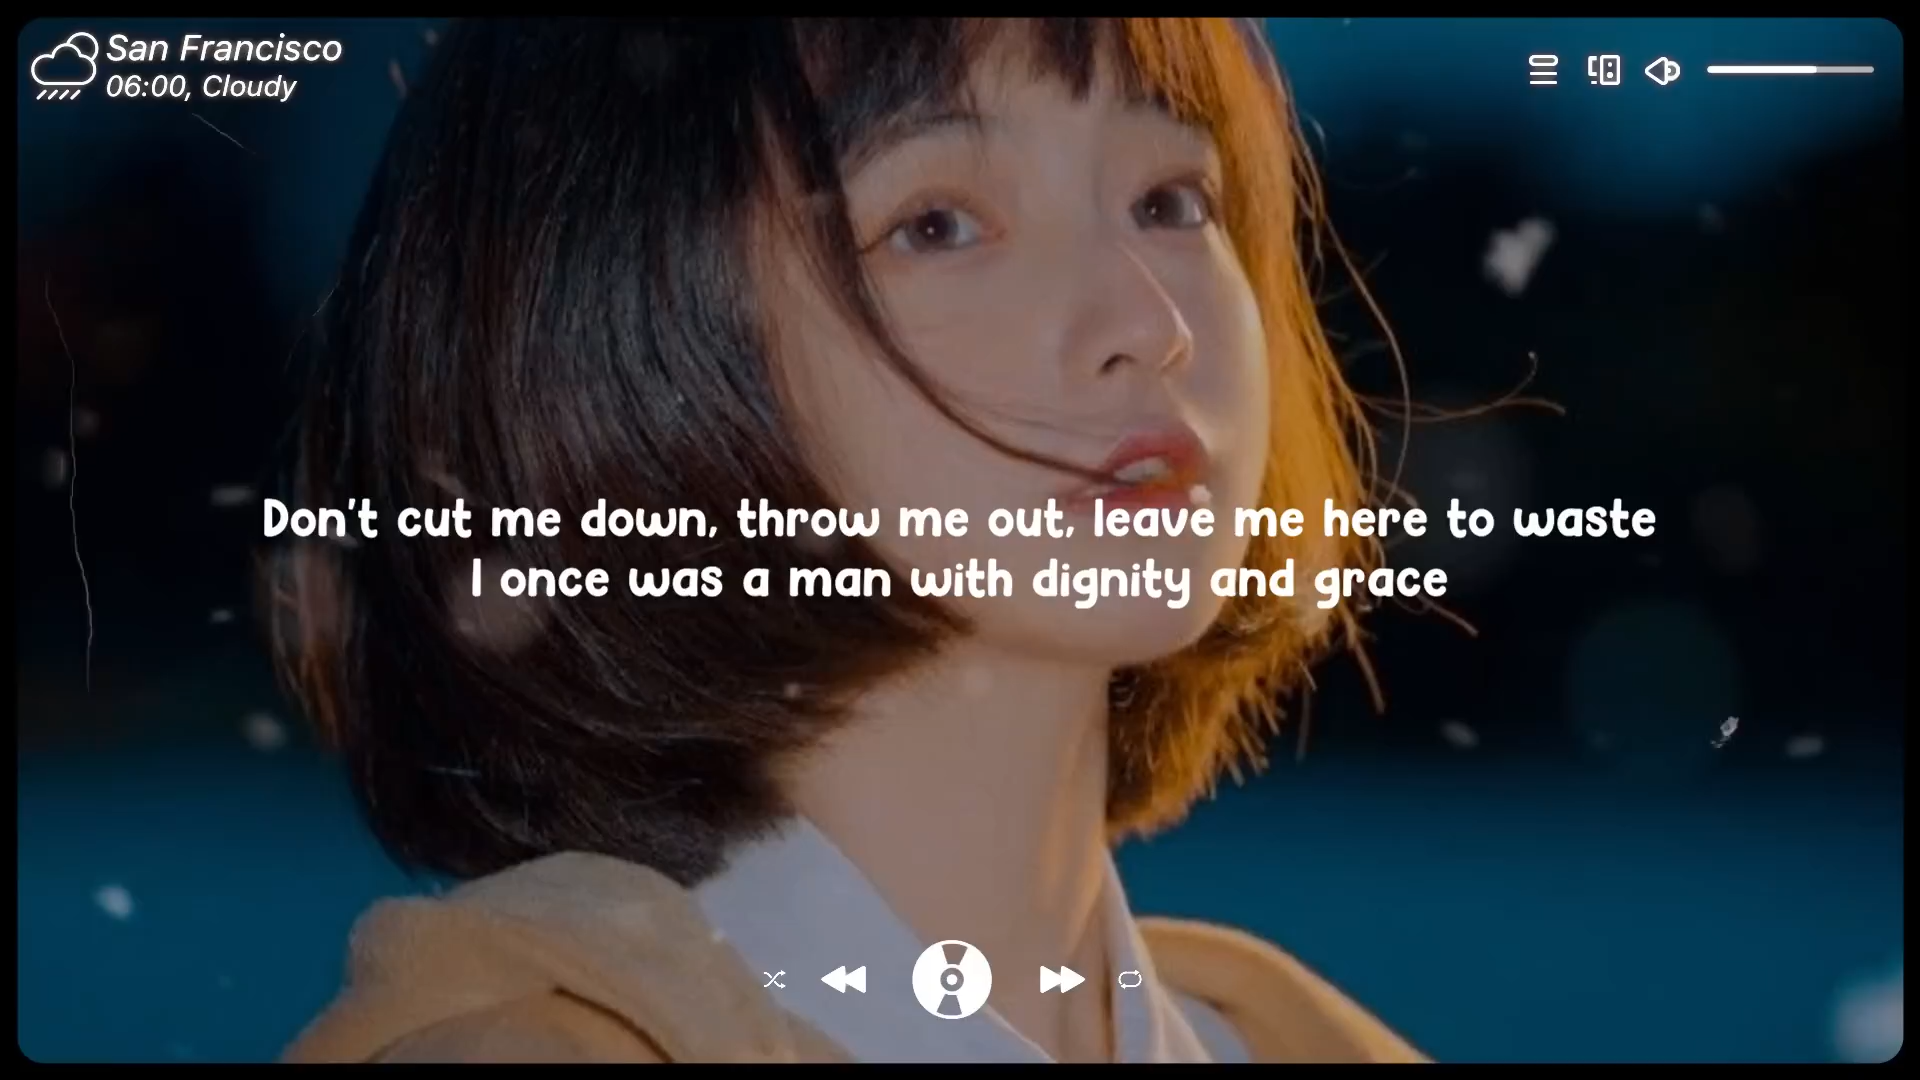 San Francisco
06:00, Cloudy
Don't cut me down, throw me out, leave me here to waste
I once was a man with dignity and grace